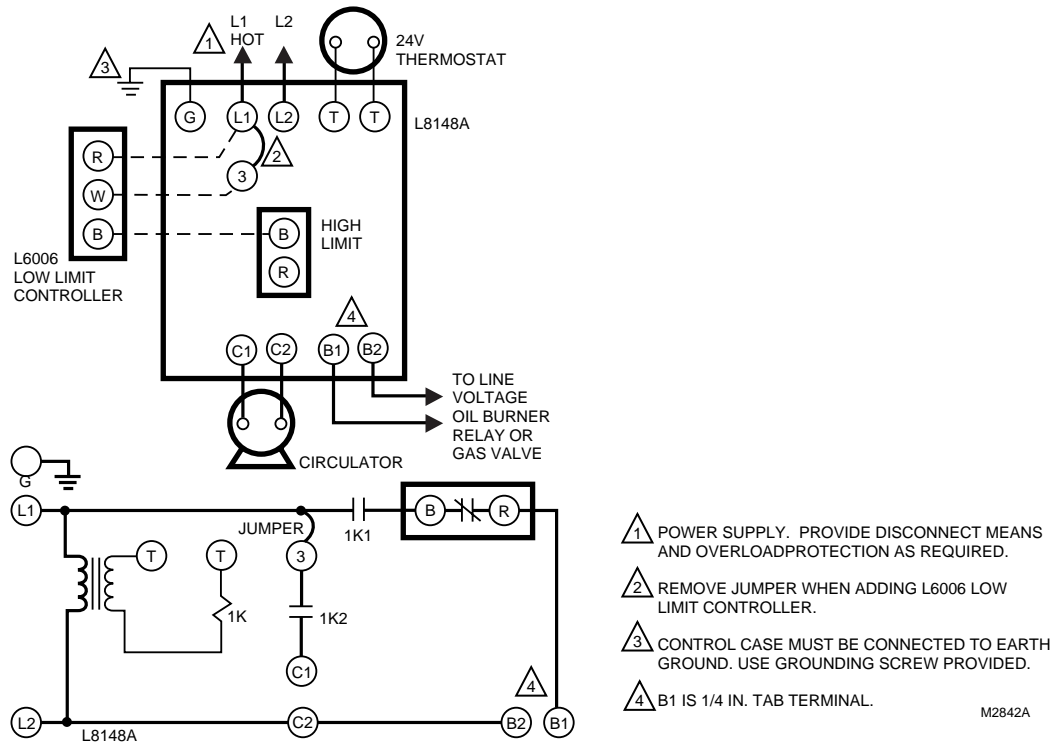 L1
HOT
L2
1
24V
THERMOSTAT
3
G
L1
L2
T
T
L8148A
2
3
R
W
B
HIGH
LIMIT
B
R
L6006
LOW LIMIT
CONTROLLER
4
C1
C2
B1
B2
TO LINE
VOLTAGE
OIL BURNER
RELAY OR
GAS VALVE
CIRCULATOR
G
L1
JUMPER
1K1
B
R
T
T
3
1K
1K2
C1
4
L2
C2
B2
B1
L8148A
1 POWER SUPPLY. PROVIDE DISCONNECT MEANS
AND OVERLOADPROTECTION AS REQUIRED.
2 REMOVE JUMPER WHEN ADDING L6006 LOW
LIMIT CONTROLLER.
3 CONTROL CASE MUST BE CONNECTED TO EARTH
GROUND. USE GROUNDING SCREW PROVIDED.
4 B1 IS 1/4 IN. TAB TERMINAL.
M2842A